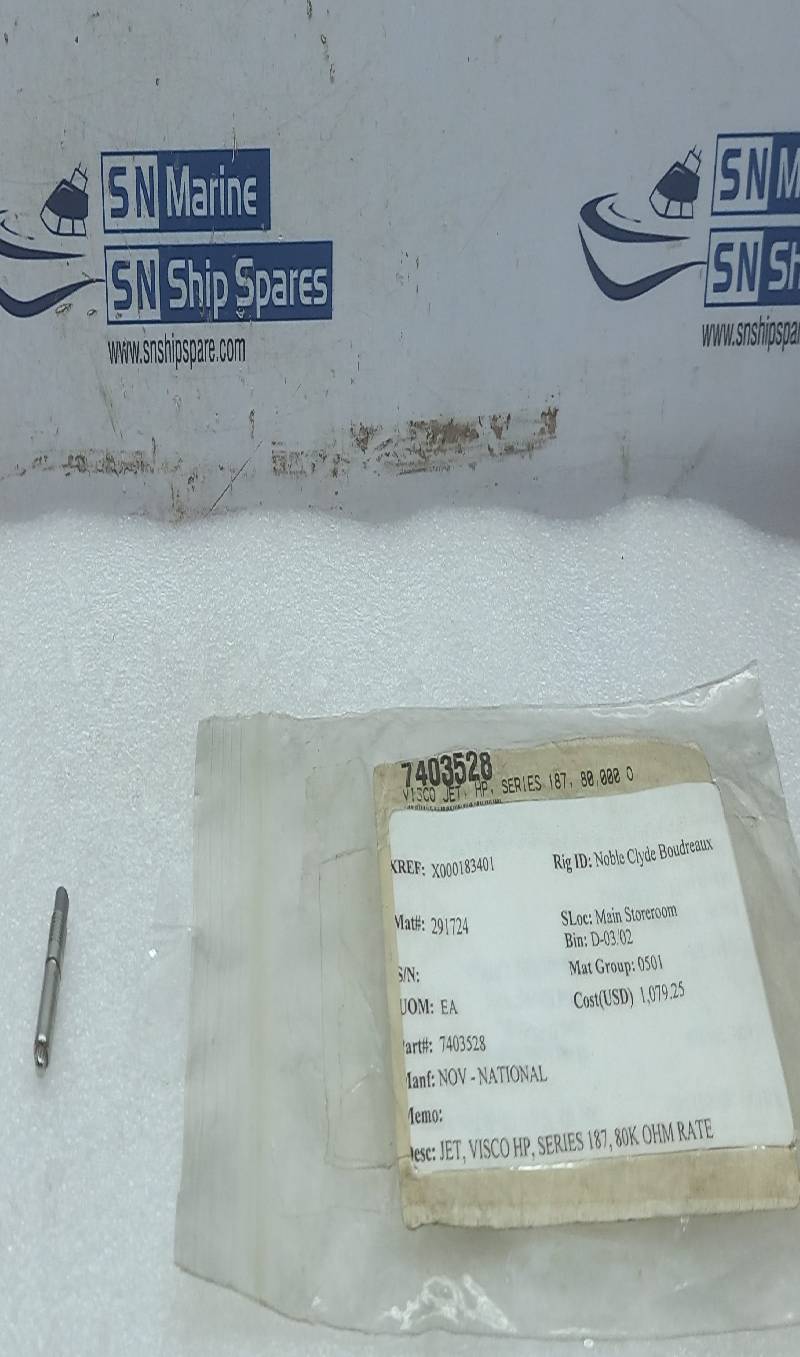 SN Marine
SN Ship Spares
www.snshipspare.com
SN M
SN Sh
www.snshipspa
7403528
VISCO JET, HP, SERIES 187, 80,000 O
XREF: X000183401
Rig ID: Noble Clyde Boudreaux
Mat#: 291724
SLoc: Main Storeroom
Bin: D-03.02
S/N:
Mat Group: 0501
UOM: EA
Cost(USD) 1,079.25
art#: 7403528
Manf: NOV - NATIONAL
Memo:
esc: JET, VISCO HP, SERIES 187, 80K OHM RATE